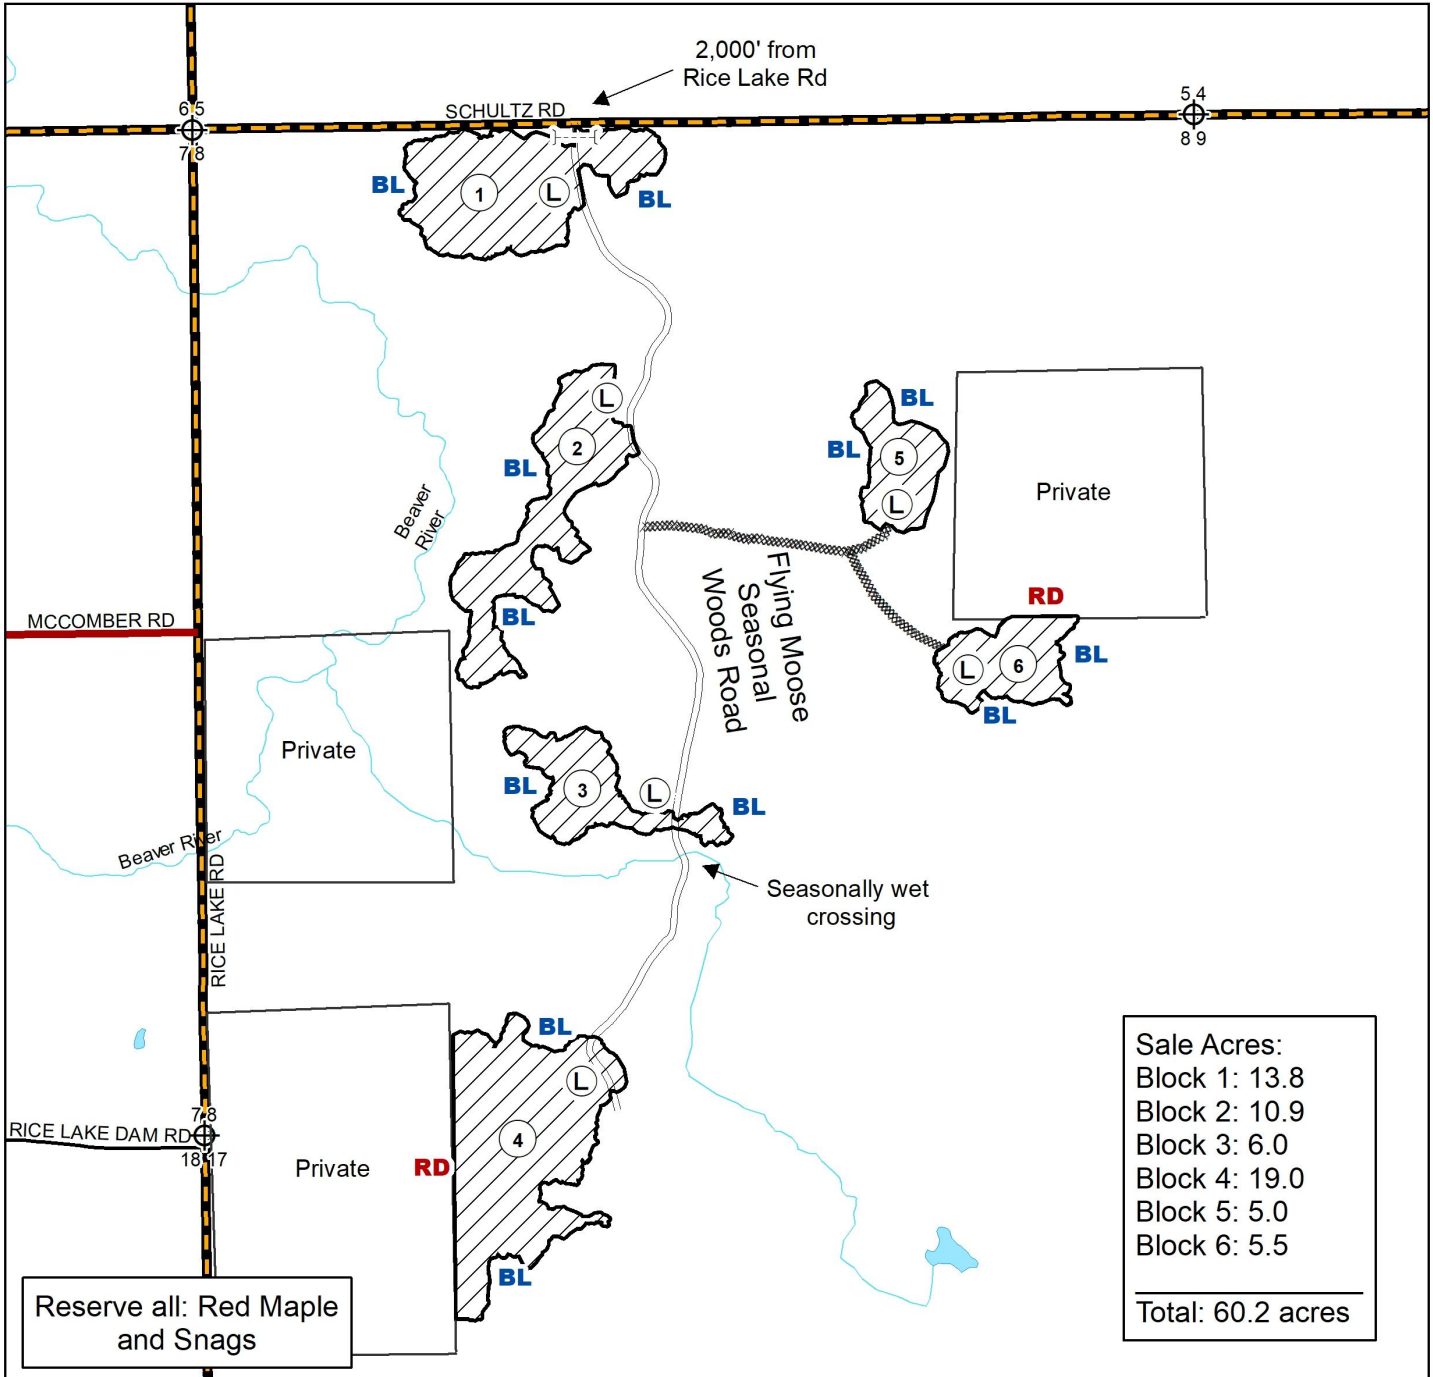 2,000' from
Rice Lake Rd
SCHULTZ RD
6 5
7 8
5 4
8 9
BL
1
L
BL
L
2
BL
BL
BL
BL
5
L
Private
Beaver
River
Flying Moose
Seasonal
Woods Road
RD
L
6
BL
BL
MCCOMBER RD
BL
Private
3
L
BL
BL
Beaver River
RICE LAKE RD
Seasonally wet
crossing
BL
L
4
RD
Private
7 8
18 17
RICE LAKE DAM RD
BL
Sale Acres:
Block 1: 13.8
Block 2: 10.9
Block 3: 6.0
Block 4: 19.0
Block 5: 5.0
Block 6: 5.5
Total: 60.2 acres
Reserve all: Red Maple
and Snags